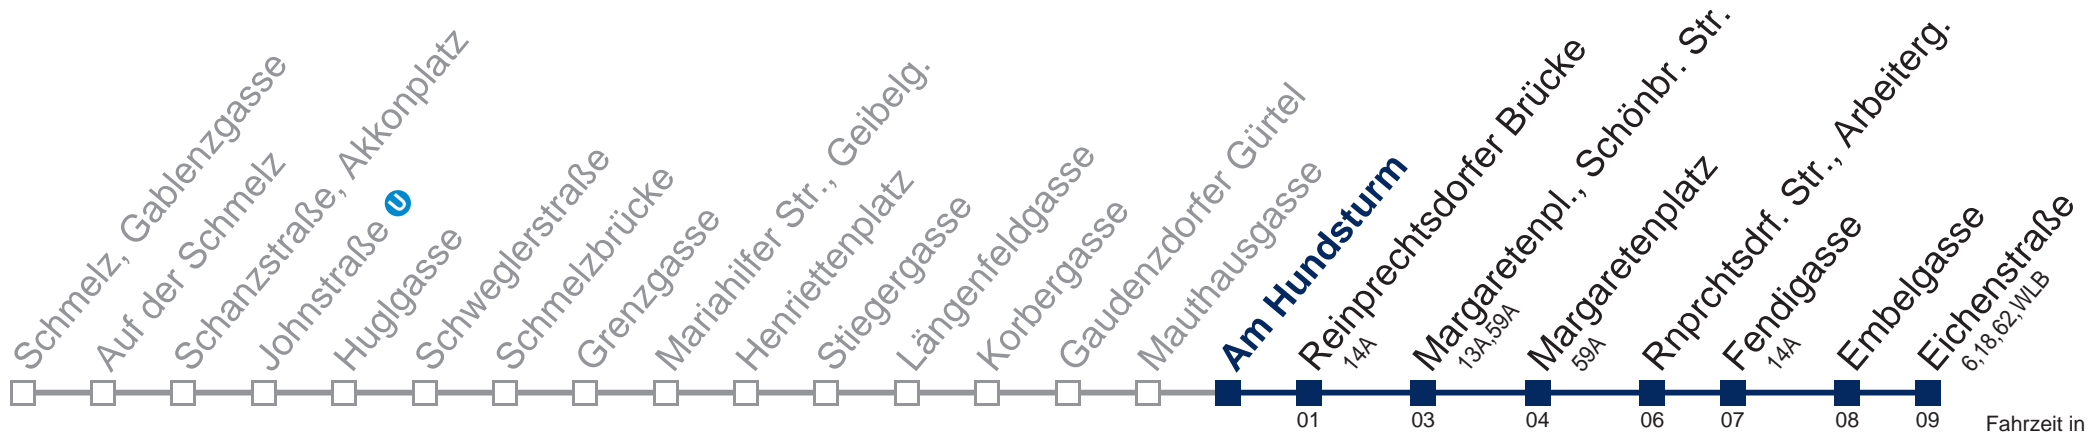 Schmelz, Gablenzgasse
Auf der Schmelz
Schanzstraße, Akkonplatz
Johnstraße U
Huglgasse
Schweglerstraße
Schmelzbrücke
Grenzgasse
Mariahilfer Str., Geibelg.
Henriettenplatz
Stiegergasse
Längenfeldgasse
Korbergasse
Gaudenzdorfer Gürtel
Mauthausgasse
Am Hundsturm
Reinprechtsdorfer Brücke
14A
Margaretenpl., Schönbr. Str.
13A,59A
Margaretenplatz
59A
Rnprchtsdrf. Str., Arbeiterg.
Fendigasse
14A
Embelgasse
Eichenstraße
6,18,62,WLB
01 03 04 06 07 08 09 Fahrzeit in